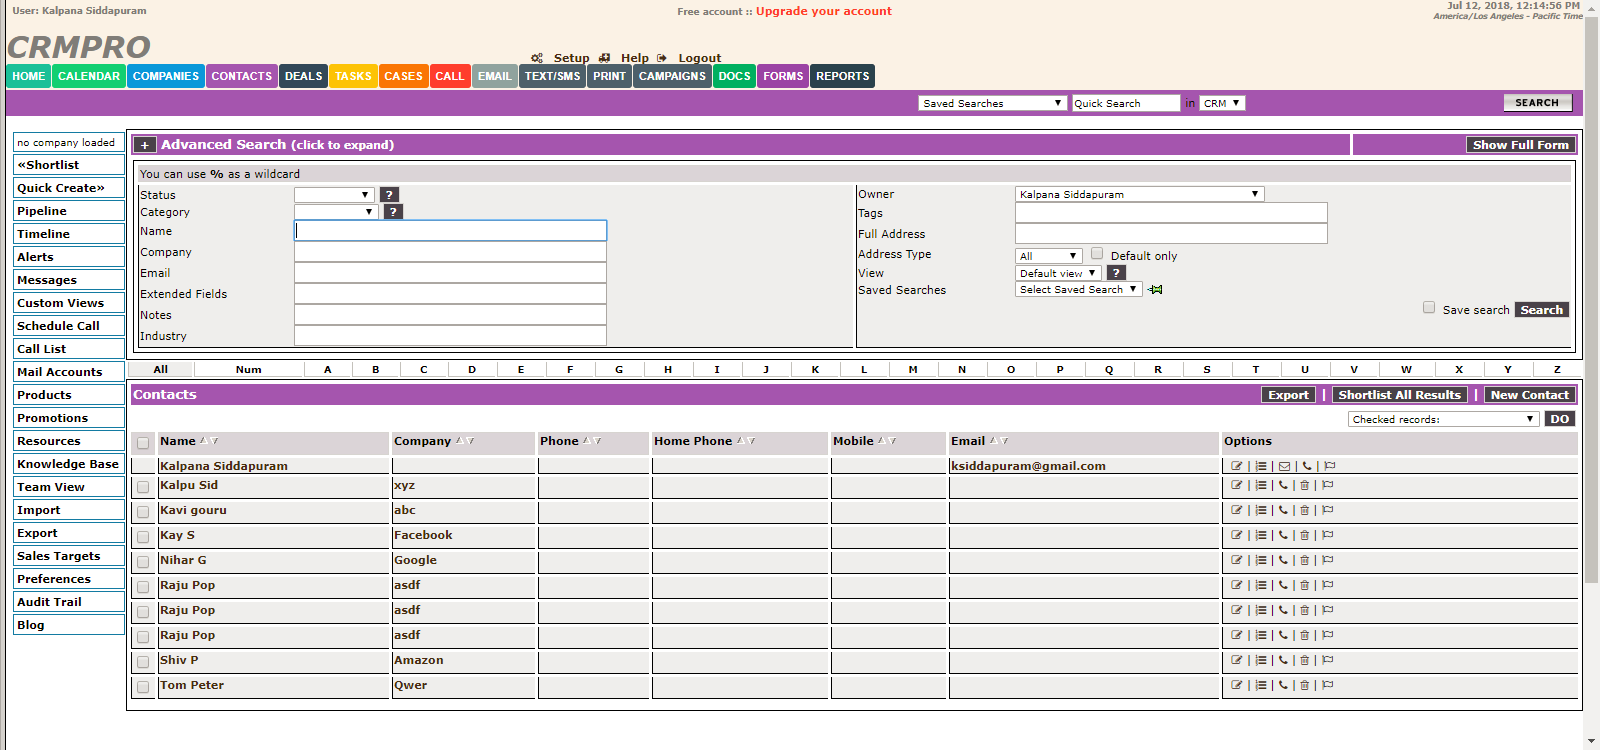 User: Kalpana Siddapuram
Free account :: Upgrade your account
Jul 12, 2018, 12:14:56 PM
America/Los Angeles - Pacific Time
CRMPRO
Setup Help Logout
HOME CALENDAR COMPANIES CONTACTS DEALS TASKS CASES CALL EMAIL TEXT/SMS PRINT CAMPAIGNS DOCS FORMS REPORTS
Saved Searches Quick Search in CRM SEARCH
no company loaded
«Shortlist
Quick Create»
Pipeline
Timeline
Alerts
Messages
Custom Views
Schedule Call
Call List
Mail Accounts
Products
Promotions
Resources
Knowledge Base
Team View
Import
Export
Sales Targets
Preferences
Audit Trail
Blog
+ Advanced Search (click to expand) Show Full Form
You can use % as a wildcard
Status ?
Category ?
Name
Company
Email
Extended Fields
Notes
Industry
Owner Kalpana Siddapuram
Tags
Full Address
Address Type All Default only
View Default view ?
Saved Searches Select Saved Search
Save search Search
All Num A B C D E F G H I J K L M N O P Q R S T U V W X Y Z
Contacts Export | Shortlist All Results | New Contact
Checked records: DO
Name Company Phone Home Phone Mobile Email Options
Kalpana Siddapuram ksiddapuram@gmail.com | | | |
Kalpu Sid xyz | | | |
Kavi gouru abc | | | |
Kay S Facebook | | | |
Nihar G Google | | | |
Raju Pop asdf | | | |
Raju Pop asdf | | | |
Raju Pop asdf | | | |
Shiv P Amazon | | | |
Tom Peter Qwer | | | |